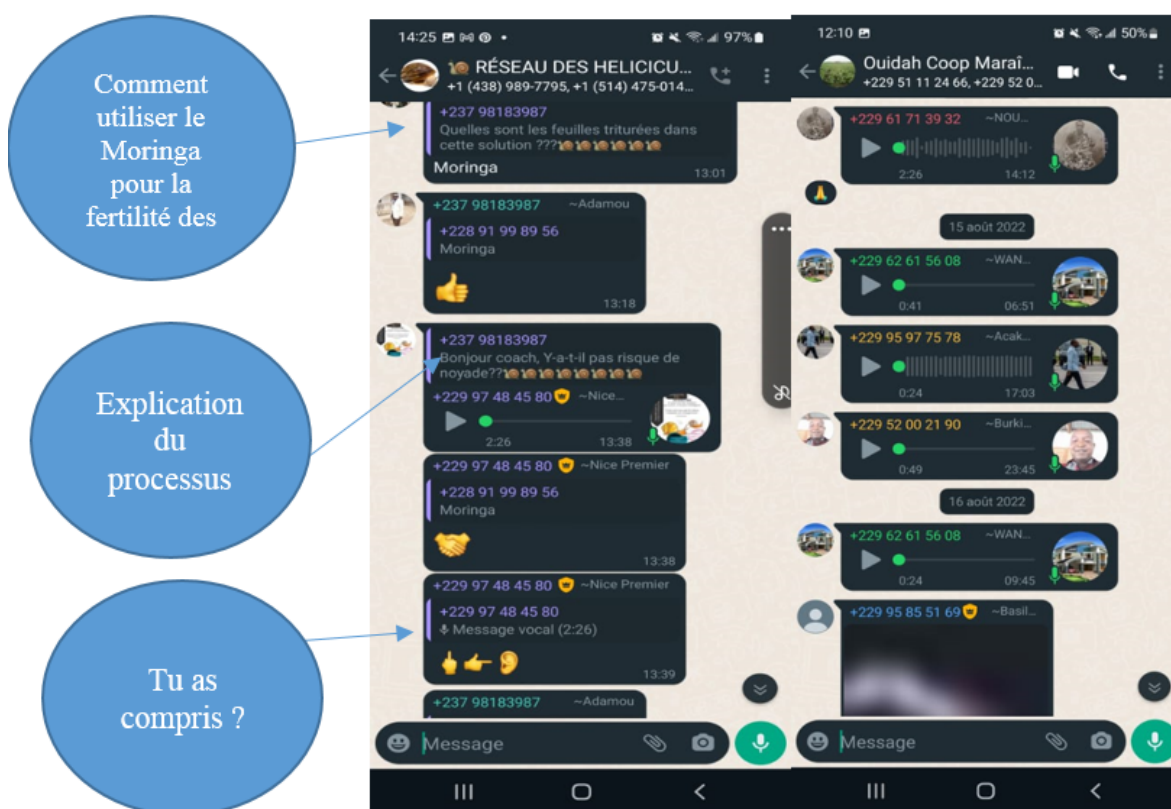 Comment
utiliser le
Moringa
pour la
fertilité des
Explication
du
processus
Tu as
compris ?
14:25
97%
🐌 RÉSEAU DES HELICICU...
+1 (438) 989-7795, +1 (514) 475-014...
+237 98183987
Quelles sont les feuilles triturées dans
cette solution ???🐌🐌🐌🐌🐌🐌
Moringa
13:01
+237 98183987 ~Adamou
+228 91 99 89 56
Moringa
👍
13:18
+237 98183987
Bonjour coach, Y-a-t-il pas risque de
noyade??🐌🐌🐌🐌🐌🐌🐌🐌
+229 97 48 45 80 ~Nice...
2:26 13:38
+229 97 48 45 80 ~Nice Premier
+228 91 99 89 56
Moringa
🤝
13:38
+229 97 48 45 80 ~Nice Premier
+229 97 48 45 80
Message vocal (2:26)
👆👉👂
13:39
+237 98183987 ~Adamou
Message
12:10
50%
Ouidah Coop Maraî...
+229 51 11 24 66, +229 52 0...
+229 61 71 39 32 ~NOU...
2:26 14:12
🙏
15 août 2022
+229 62 61 56 08 ~WAN...
0:41 06:51
+229 95 97 75 78 ~Acak...
0:24 17:03
+229 52 00 21 90 ~Burki...
0:49 23:45
16 août 2022
+229 62 61 56 08 ~WAN...
0:24 09:45
+229 95 85 51 69 ~Basil...
Message